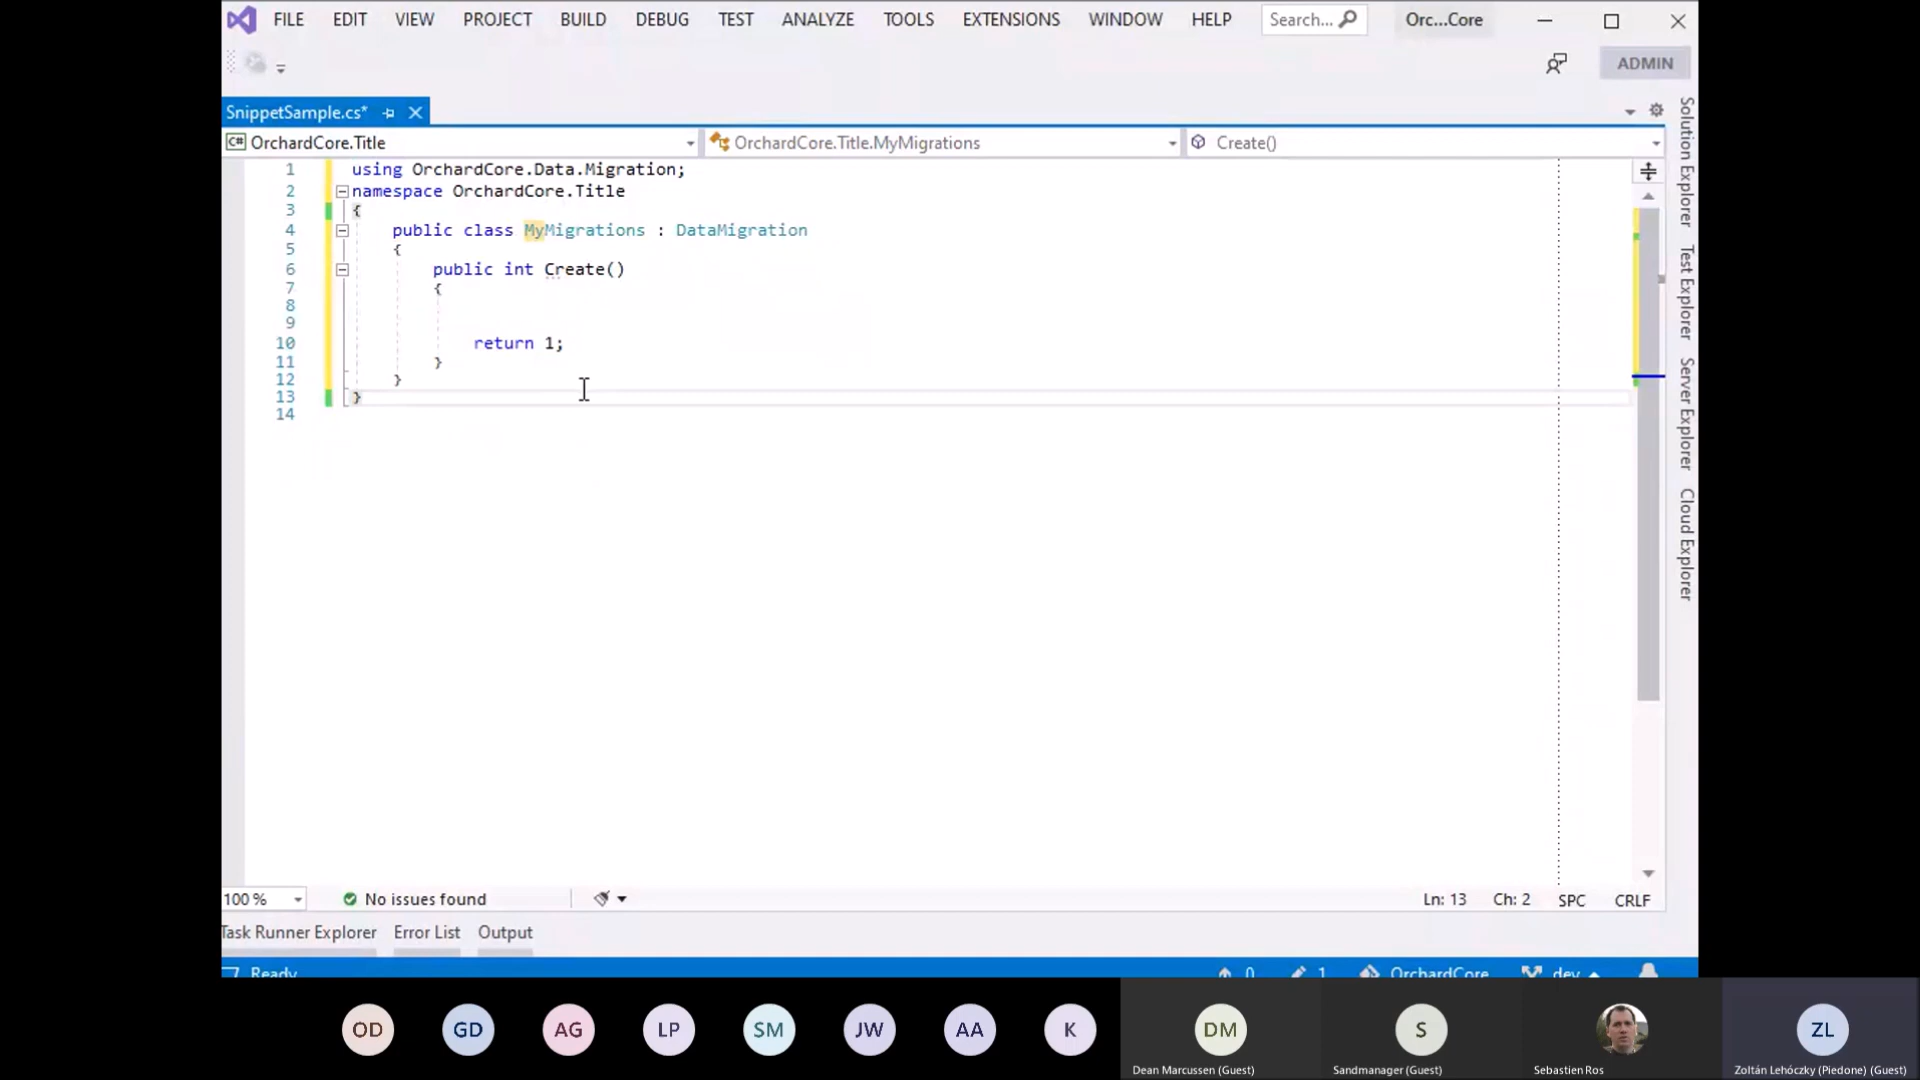 FILE EDIT VIEW PROJECT BUILD DEBUG TEST ANALYZE TOOLS EXTENSIONS WINDOW HELP Search... Orc...Core
ADMIN
SnippetSample.cs*
C# OrchardCore.Title OrchardCore.Title.MyMigrations Create()
1 using OrchardCore.Data.Migration;
2 namespace OrchardCore.Title
3 {
4 public class MyMigrations : DataMigration
5 {
6 public int Create()
7 {
8
9
10 return 1;
11 }
12 }
13 }
14
Solution Explorer
Test Explorer
Server Explorer
Cloud Explorer
100 % No issues found Ln: 13 Ch: 2 SPC CRLF
Task Runner Explorer Error List Output
Ready 0 1 OrchardCore dev
OD GD AG LP SM JW AA K DM S ZL
Dean Marcussen (Guest) Sandmanager (Guest) Sebastien Ros Zoltán Lehóczky (Piedone) (Guest)